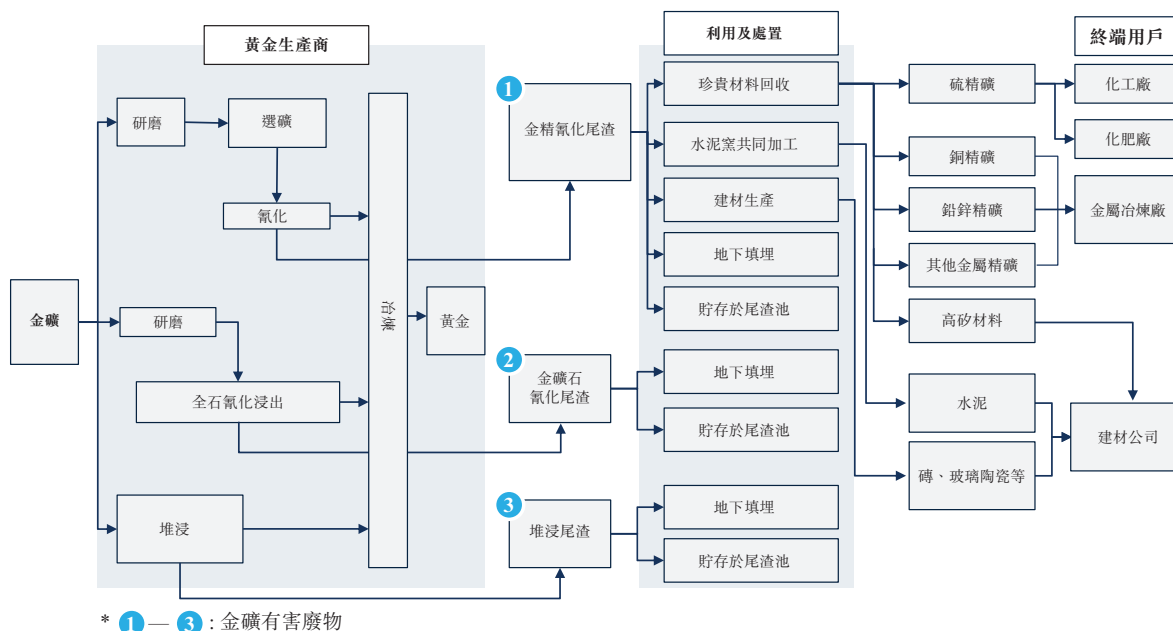 黃金生產商
利用及處置
終端用戶
金礦
研磨
選礦
氰化
研磨
全石氰化浸出
堆浸
冶煉
黃金
1
金精氰化尾渣
2
金礦石
氰化尾渣
3
堆浸尾渣
珍貴材料回收
水泥窯共同加工
建材生產
地下填埋
貯存於尾渣池
地下填埋
貯存於尾渣池
地下填埋
貯存於尾渣池
硫精礦
銅精礦
鉛鋅精礦
其他金屬精礦
高矽材料
水泥
磚、玻璃陶瓷等
化工廠
化肥廠
金屬冶煉廠
建材公司
* 1 — 3 : 金礦有害廢物